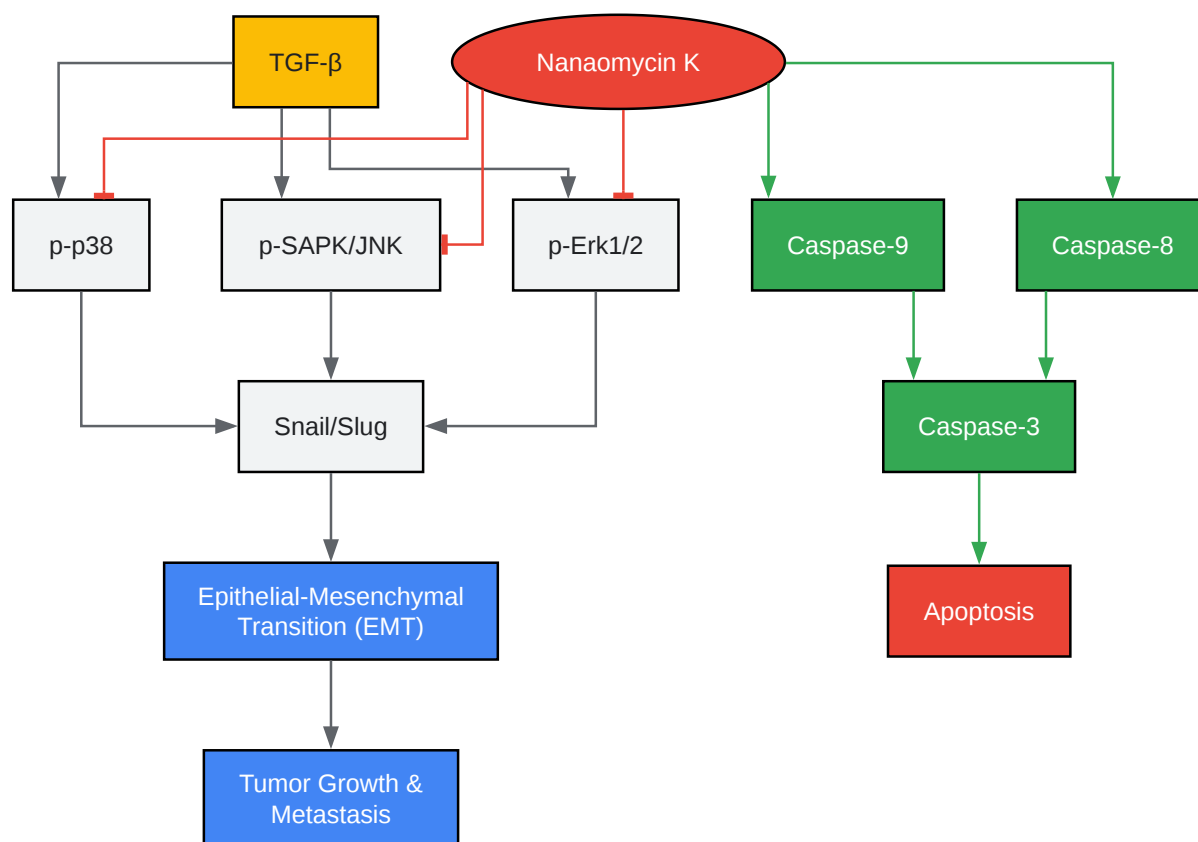 TGF-β
Nanaomycin K
p-p38
p-SAPK/JNK
p-Erk1/2
Caspase-9
Caspase-8
Snail/Slug
Caspase-3
Epithelial-Mesenchymal
Transition (EMT)
Apoptosis
Tumor Growth &
Metastasis